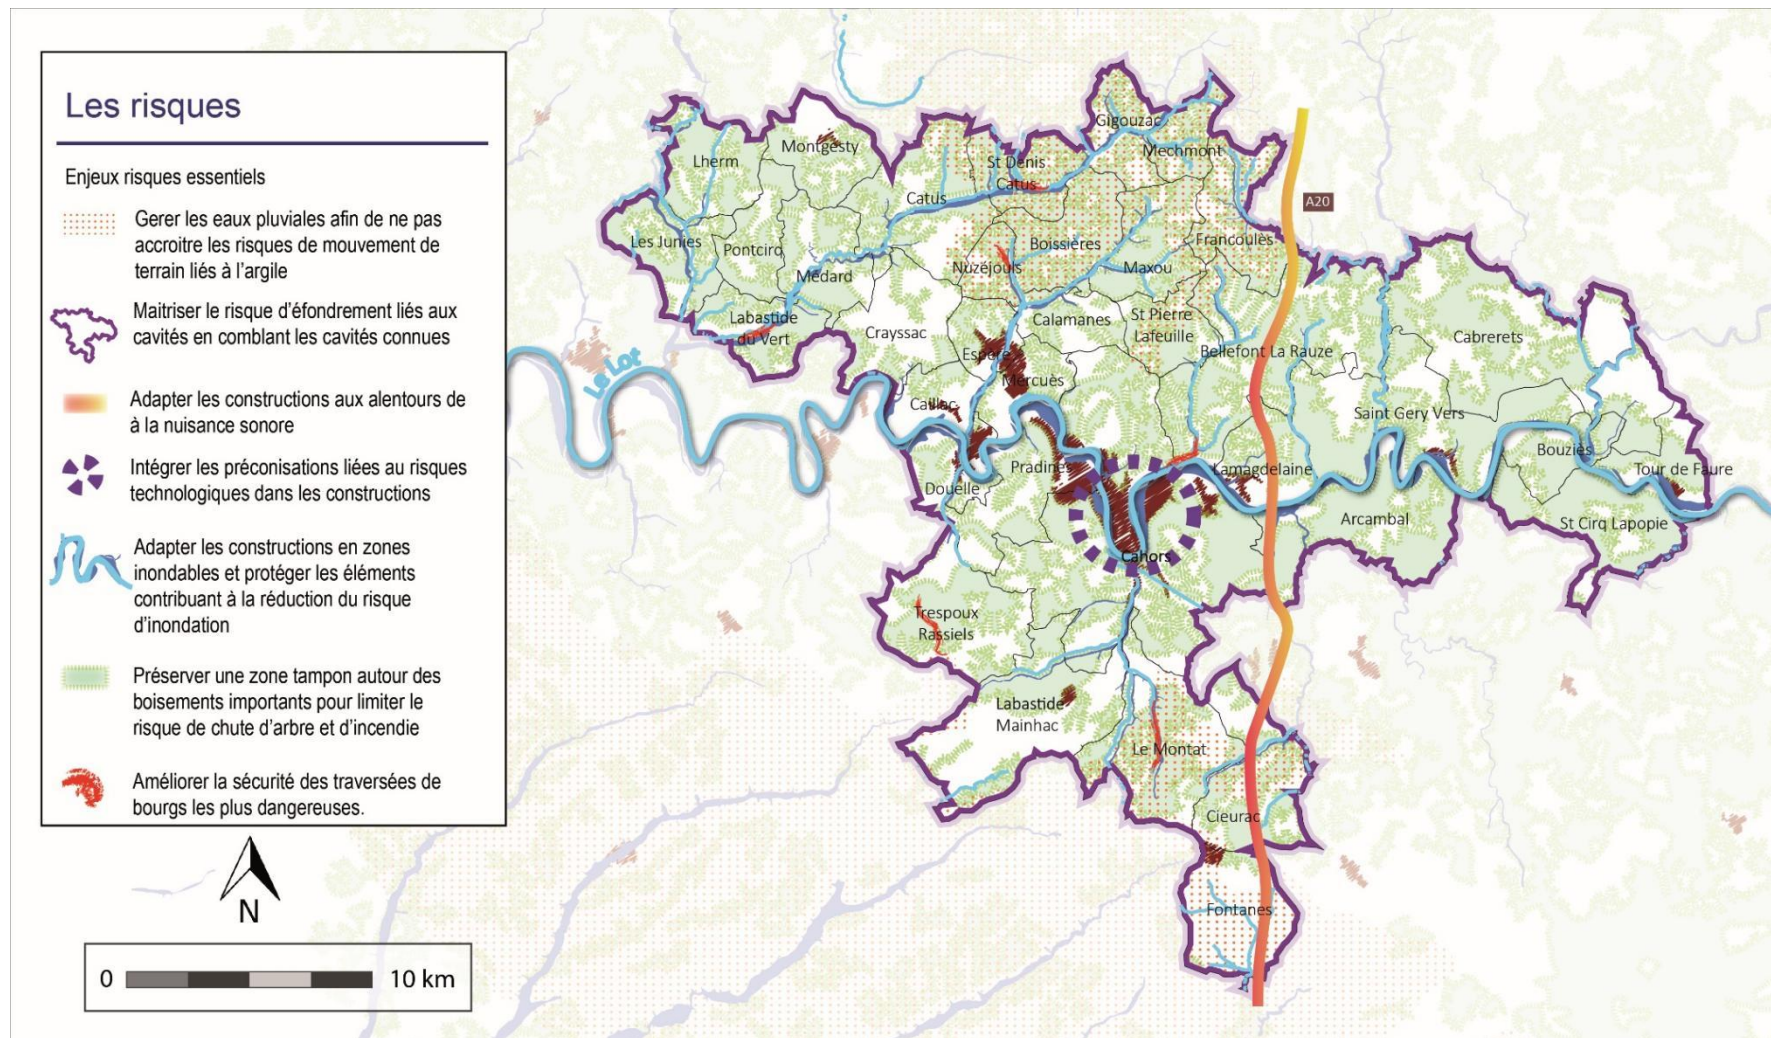 Les risques
Enjeux risques essentiels
Gerer les eaux pluviales afin de ne pas
accroitre les risques de mouvement de
terrain liés à l'argile
Maitriser le risque d'éfondrement liés aux
cavités en comblant les cavités connues
Adapter les constructions aux alentours de
à la nuisance sonore
Intégrer les préconisations liées au risques
technologiques dans les constructions
Adapter les constructions en zones
inondables et protéger les éléments
contribuant à la réduction du risque
d'inondation
Préserver une zone tampon autour des
boisements importants pour limiter le
risque de chute d'arbre et d'incendie
Améliorer la sécurité des traversées de
bourgs les plus dangereuses.
N
0 10 km
Gigouzac
Montgesty
Mechmont
Lherm
St Denis
Catus
Catus
A20
Les Junies
Pontcirq
Boissières
Francoulès
Nuzéjouls
Maxou
Médard
Labastide
du Vert
Crayssac
Calamanes
St Pierre
Lafeuille
Cabrerets
Espère
Bellefont La Rauze
Le Lot
Mercuès
Caillac
Saint Gery Vers
Pradines
Lamagdelaine
Bouziès
Tour de Faure
Douelle
Arcambal
St Cirq Lapopie
Cahors
Trespoux
Rassiels
Labastide
Mainhac
Le Montat
Cieurac
Fontanes